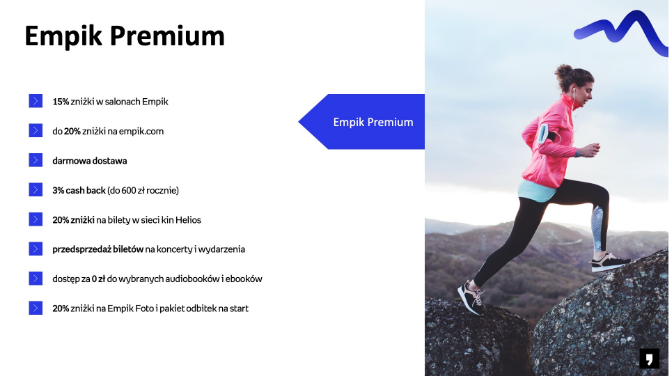 Empik Premium
15% zniżki w salonach Empik
do 20% zniżki na empik.com
darmowa dostawa
3% cash back (do 600 zł rocznie)
20% zniżki na bilety w sieci kin Helios
przedsprzedaż biletów na koncerty i wydarzenia
dostęp za 0 zł do wybranych audiobooków i ebooków
20% zniżki na Empik Foto i pakiet odbitek na start
Empik Premium